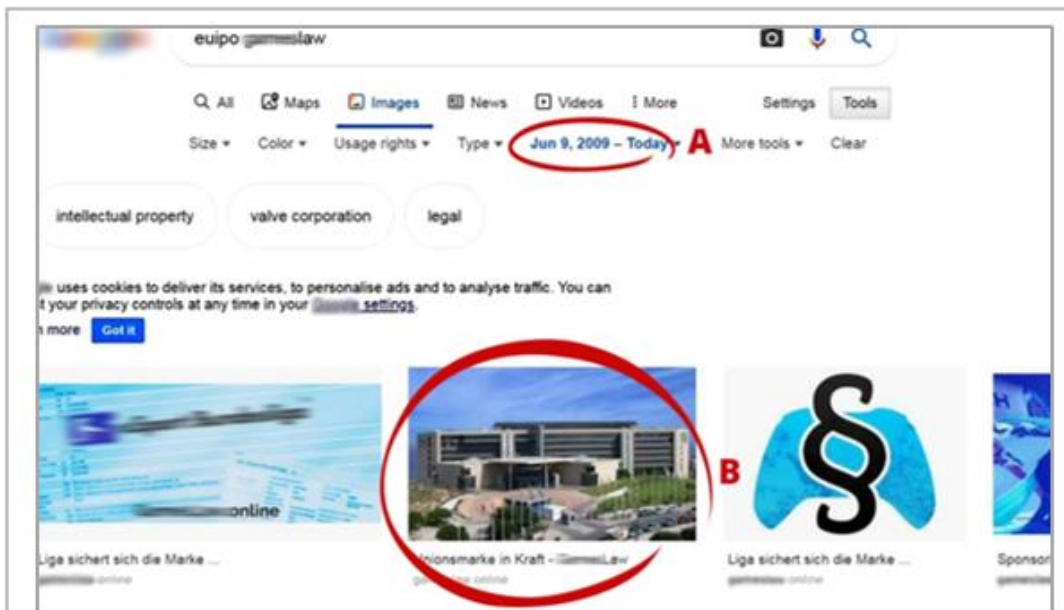 euipo
All Maps Images News Videos More Settings Tools
Size Color Usage rights Type Jun 9, 2009 – Today A More tools Clear
intellectual property valve corporation legal
uses cookies to deliver its services, to personalise ads and to analyse traffic. You can
t your privacy controls at any time in your settings.
more Got it
B
online
Liga sichert sich die Marke ... Unionsmarke in Kraft - Law Liga sichert sich die Marke ... Sponsor
online online online